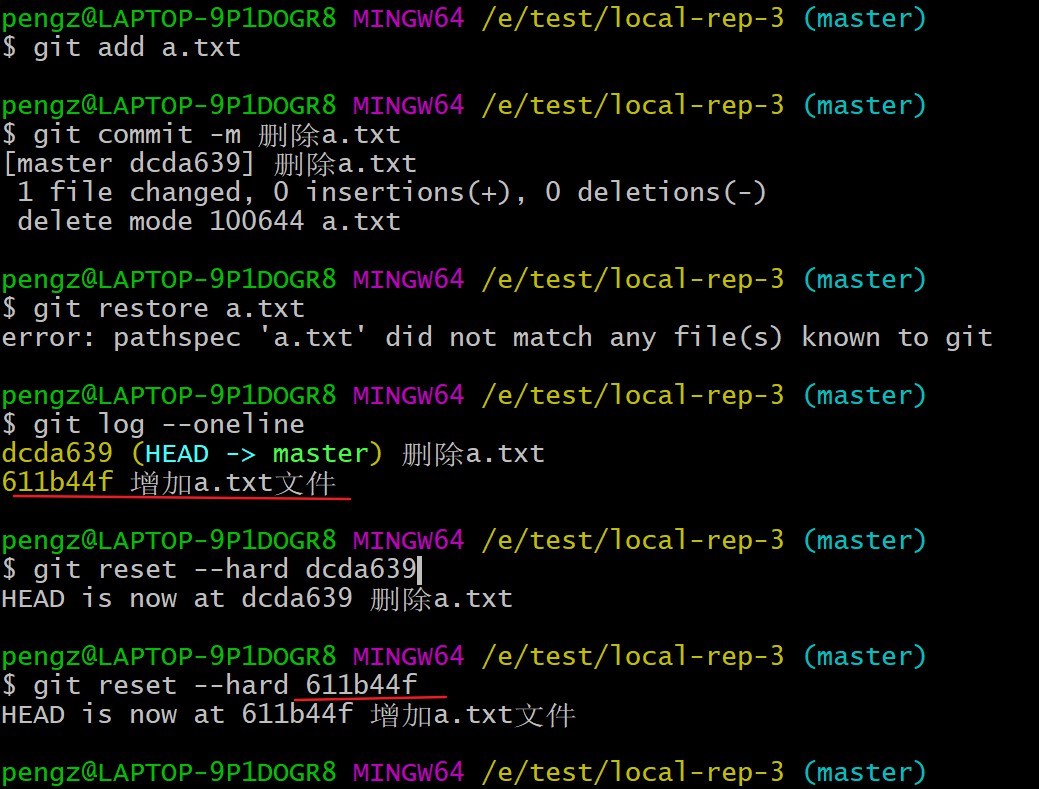 pengz@LAPTOP-9P1DOGR8 MINGW64 /e/test/local-rep-3 (master)
$ git add a.txt
pengz@LAPTOP-9P1DOGR8 MINGW64 /e/test/local-rep-3 (master)
$ git commit -m 删除a.txt
[master dcda639] 删除a.txt
 1 file changed, 0 insertions(+), 0 deletions(-)
 delete mode 100644 a.txt
pengz@LAPTOP-9P1DOGR8 MINGW64 /e/test/local-rep-3 (master)
$ git restore a.txt
error: pathspec 'a.txt' did not match any file(s) known to git
pengz@LAPTOP-9P1DOGR8 MINGW64 /e/test/local-rep-3 (master)
$ git log --oneline
dcda639 (HEAD -> master) 删除a.txt
611b44f 增加a.txt文件
pengz@LAPTOP-9P1DOGR8 MINGW64 /e/test/local-rep-3 (master)
$ git reset --hard dcda639
HEAD is now at dcda639 删除a.txt
pengz@LAPTOP-9P1DOGR8 MINGW64 /e/test/local-rep-3 (master)
$ git reset --hard 611b44f
HEAD is now at 611b44f 增加a.txt文件
pengz@LAPTOP-9P1DOGR8 MINGW64 /e/test/local-rep-3 (master)